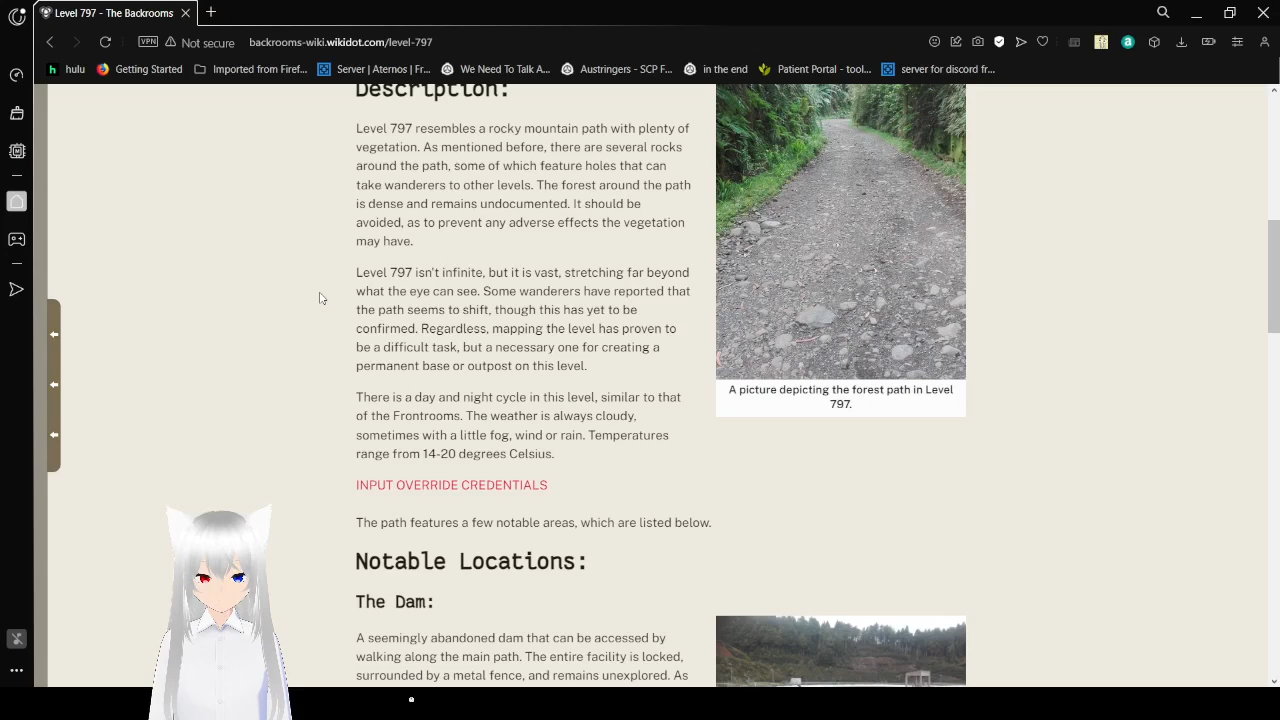 Level 797 - The Backrooms
VPN
Not secure
backrooms-wiki.wikidot.com/level-797
hulu
Getting Started
Imported from Firef...
Server | Aternos | Fr...
We Need To Talk A...
Austringers - SCP F...
in the end
Patient Portal - tool...
server for discord fr...
Description:
Level 797 resembles a rocky mountain path with plenty of
vegetation. As mentioned before, there are several rocks
around the path, some of which feature holes that can
take wanderers to other levels. The forest around the path
is dense and remains undocumented. It should be
avoided, as to prevent any adverse effects the vegetation
may have.
Level 797 isn't infinite, but it is vast, stretching far beyond
what the eye can see. Some wanderers have reported that
the path seems to shift, though this has yet to be
confirmed. Regardless, mapping the level has proven to
be a difficult task, but a necessary one for creating a
permanent base or outpost on this level.
A picture depicting the forest path in Level
797.
There is a day and night cycle in this level, similar to that
of the Frontrooms. The weather is always cloudy,
sometimes with a little fog, wind or rain. Temperatures
range from 14-20 degrees Celsius.
INPUT OVERRIDE CREDENTIALS
The path features a few notable areas, which are listed below.
Notable Locations:
The Dam:
A seemingly abandoned dam that can be accessed by
walking along the main path. The entire facility is locked,
surrounded by a metal fence, and remains unexplored. As